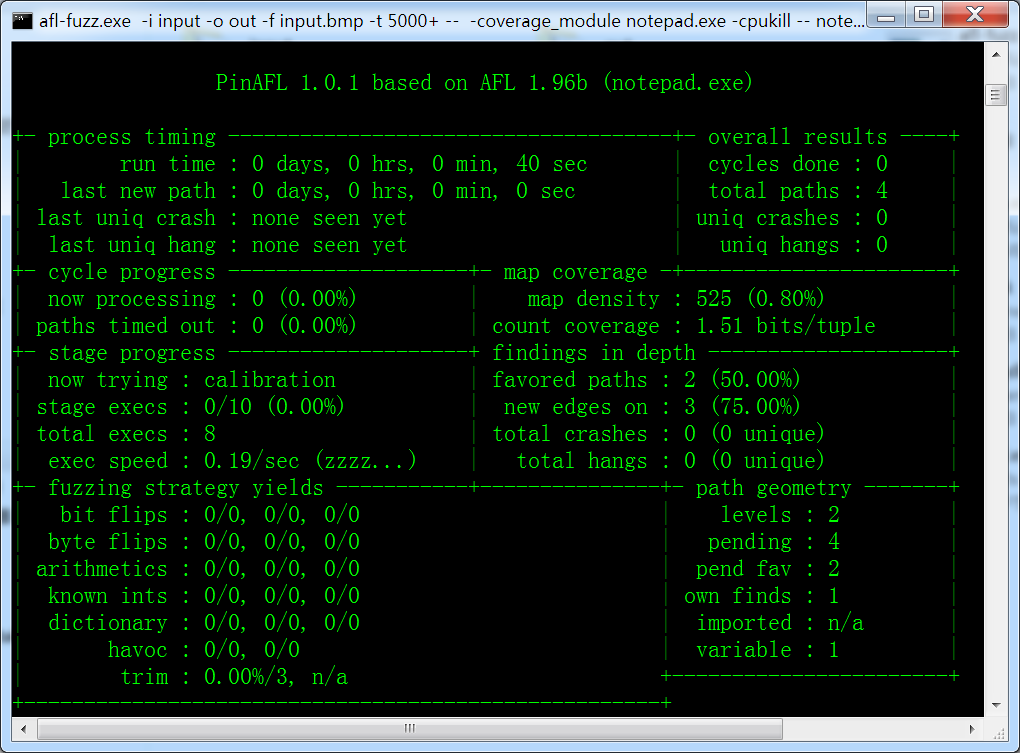 afl-fuzz.exe  -i input -o out -f input.bmp -t 5000+ --  -coverage_module notepad.exe -cpukill -- note...
PinAFL 1.0.1 based on AFL 1.96b (notepad.exe)
process timing
run time : 0 days, 0 hrs, 0 min, 40 sec
last new path : 0 days, 0 hrs, 0 min, 0 sec
last uniq crash : none seen yet
last uniq hang : none seen yet
overall results
cycles done : 0
total paths : 4
uniq crashes : 0
uniq hangs : 0
cycle progress
now processing : 0 (0.00%)
paths timed out : 0 (0.00%)
map coverage
map density : 525 (0.80%)
count coverage : 1.51 bits/tuple
stage progress
now trying : calibration
stage execs : 0/10 (0.00%)
total execs : 8
exec speed : 0.19/sec (zzzz...)
findings in depth
favored paths : 2 (50.00%)
new edges on : 3 (75.00%)
total crashes : 0 (0 unique)
total hangs : 0 (0 unique)
fuzzing strategy yields
bit flips : 0/0, 0/0, 0/0
byte flips : 0/0, 0/0, 0/0
arithmetics : 0/0, 0/0, 0/0
known ints : 0/0, 0/0, 0/0
dictionary : 0/0, 0/0, 0/0
havoc : 0/0, 0/0
trim : 0.00%/3, n/a
path geometry
levels : 2
pending : 4
pend fav : 2
own finds : 1
imported : n/a
variable : 1